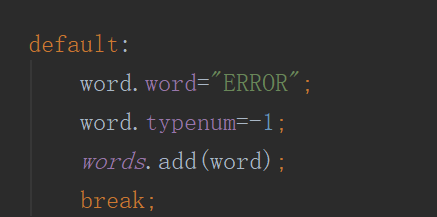 default:
word.word="ERROR";
word.typenum=-1;
words.add(word);
break;